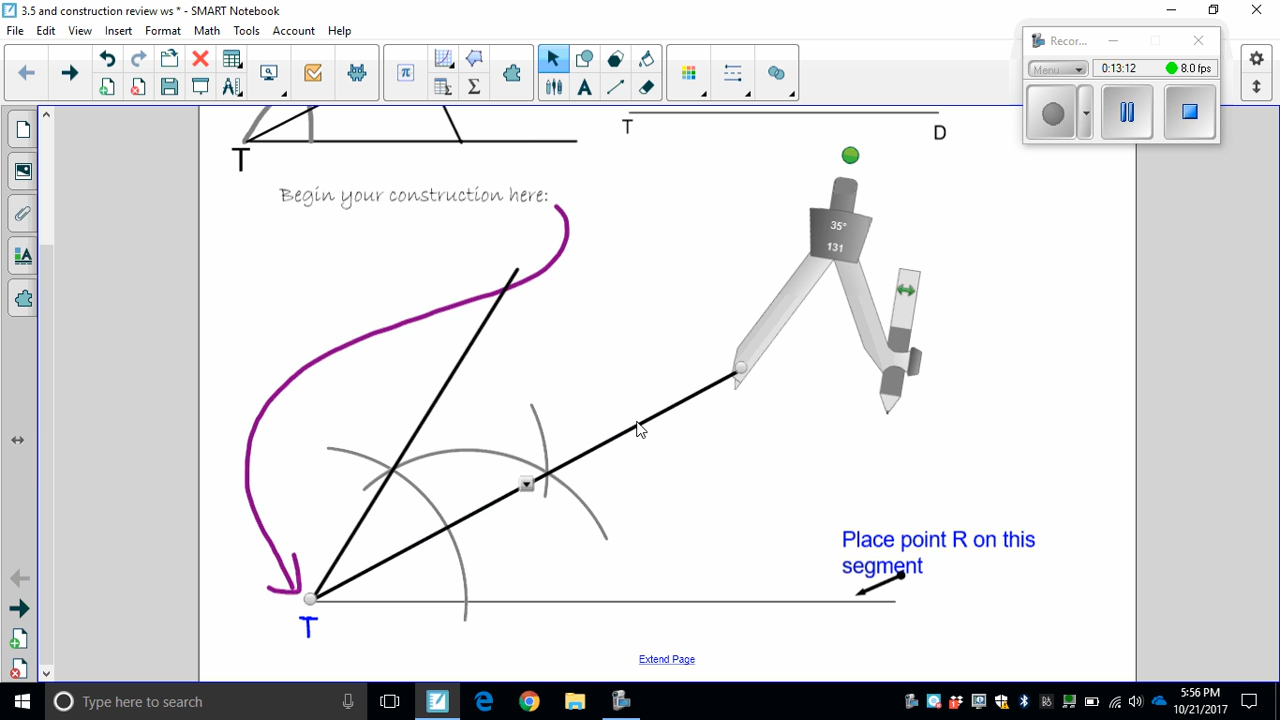 3.5 and construction review ws * - SMART Notebook
File Edit View Insert Format Math Tools Account Help
Recor...
Menu 0:13:12 8.0 fps
T
D
T
Begin your construction here:
35°
131
Place point R on this
segment
T
Extend Page
Type here to search
5:56 PM
10/21/2017